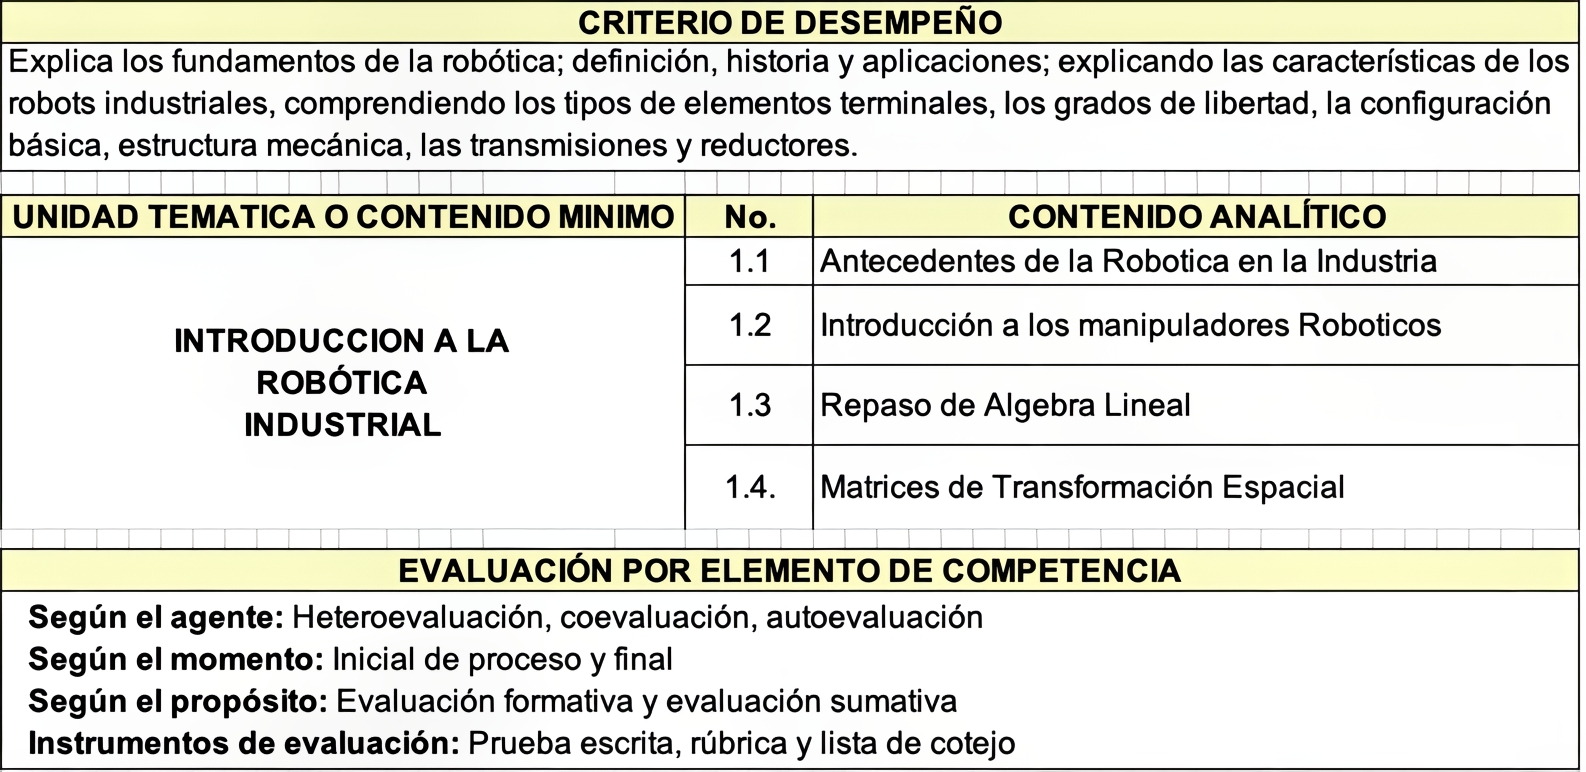 CRITERIO DE DESEMPEÑO
Explica los fundamentos de la robótica; definición, historia y aplicaciones; explicando las características de los
robots industriales, comprendiendo los tipos de elementos terminales, los grados de libertad, la configuración
básica, estructura mecánica, las transmisiones y reductores.
UNIDAD TEMATICA O CONTENIDO MINIMO No. CONTENIDO ANALÍTICO
INTRODUCCION A LA
ROBÓTICA
INDUSTRIAL
1.1 Antecedentes de la Robotica en la Industria
1.2 Introducción a los manipuladores Roboticos
1.3 Repaso de Algebra Lineal
1.4. Matrices de Transformación Espacial
EVALUACIÓN POR ELEMENTO DE COMPETENCIA
Según el agente: Heteroevaluación, coevaluación, autoevaluación
Según el momento: Inicial de proceso y final
Según el propósito: Evaluación formativa y evaluación sumativa
Instrumentos de evaluación: Prueba escrita, rúbrica y lista de cotejo